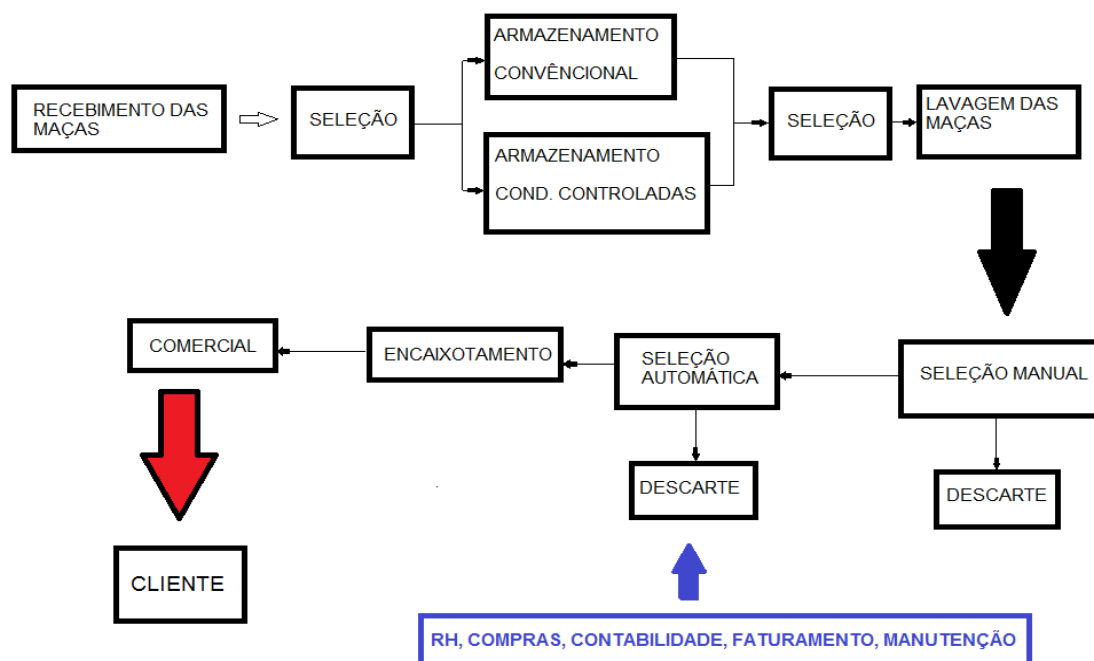 RECEBIMENTO DAS
MAÇAS
SELEÇÃO
ARMAZENAMENTO
CONVÊNCIONAL
ARMAZENAMENTO
COND. CONTROLADAS
SELEÇÃO
LAVAGEM DAS
MAÇAS
COMERCIAL
ENCAIXOTAMENTO
SELEÇÃO
AUTOMÁTICA
SELEÇÃO MANUAL
DESCARTE
DESCARTE
CLIENTE
RH, COMPRAS, CONTABILIDADE, FATURAMENTO, MANUTENÇÃO